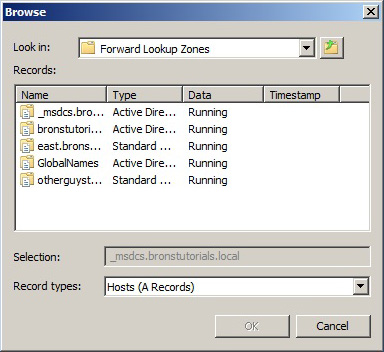 Browse
Look in: Forward Lookup Zones
Records:
Name Type Data Timestamp
_msdcs.bro... Active Dire... Running
bronstutori... Active Dire... Running
east.brons... Standard ... Running
GlobalNames Active Dire... Running
otherguyst... Standard ... Running
Selection: _msdcs.bronstutorials.local
Record types: Hosts (A Records)
OK Cancel